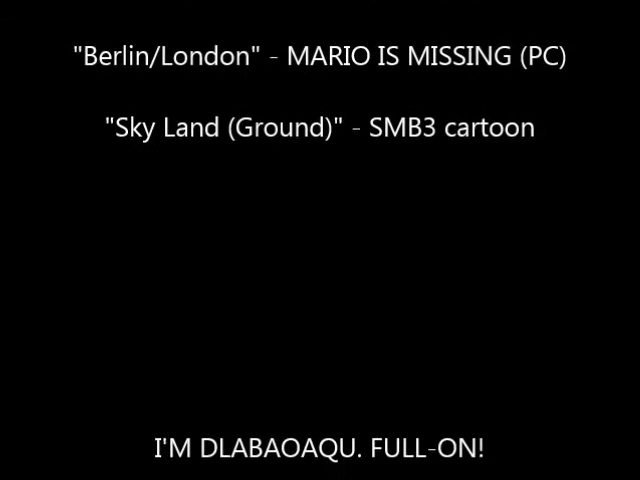 "Berlin/London" - MARIO IS MISSING (PC)
"Sky Land (Ground)" - SMB3 cartoon
I'M DLABAOAQU. FULL-ON!